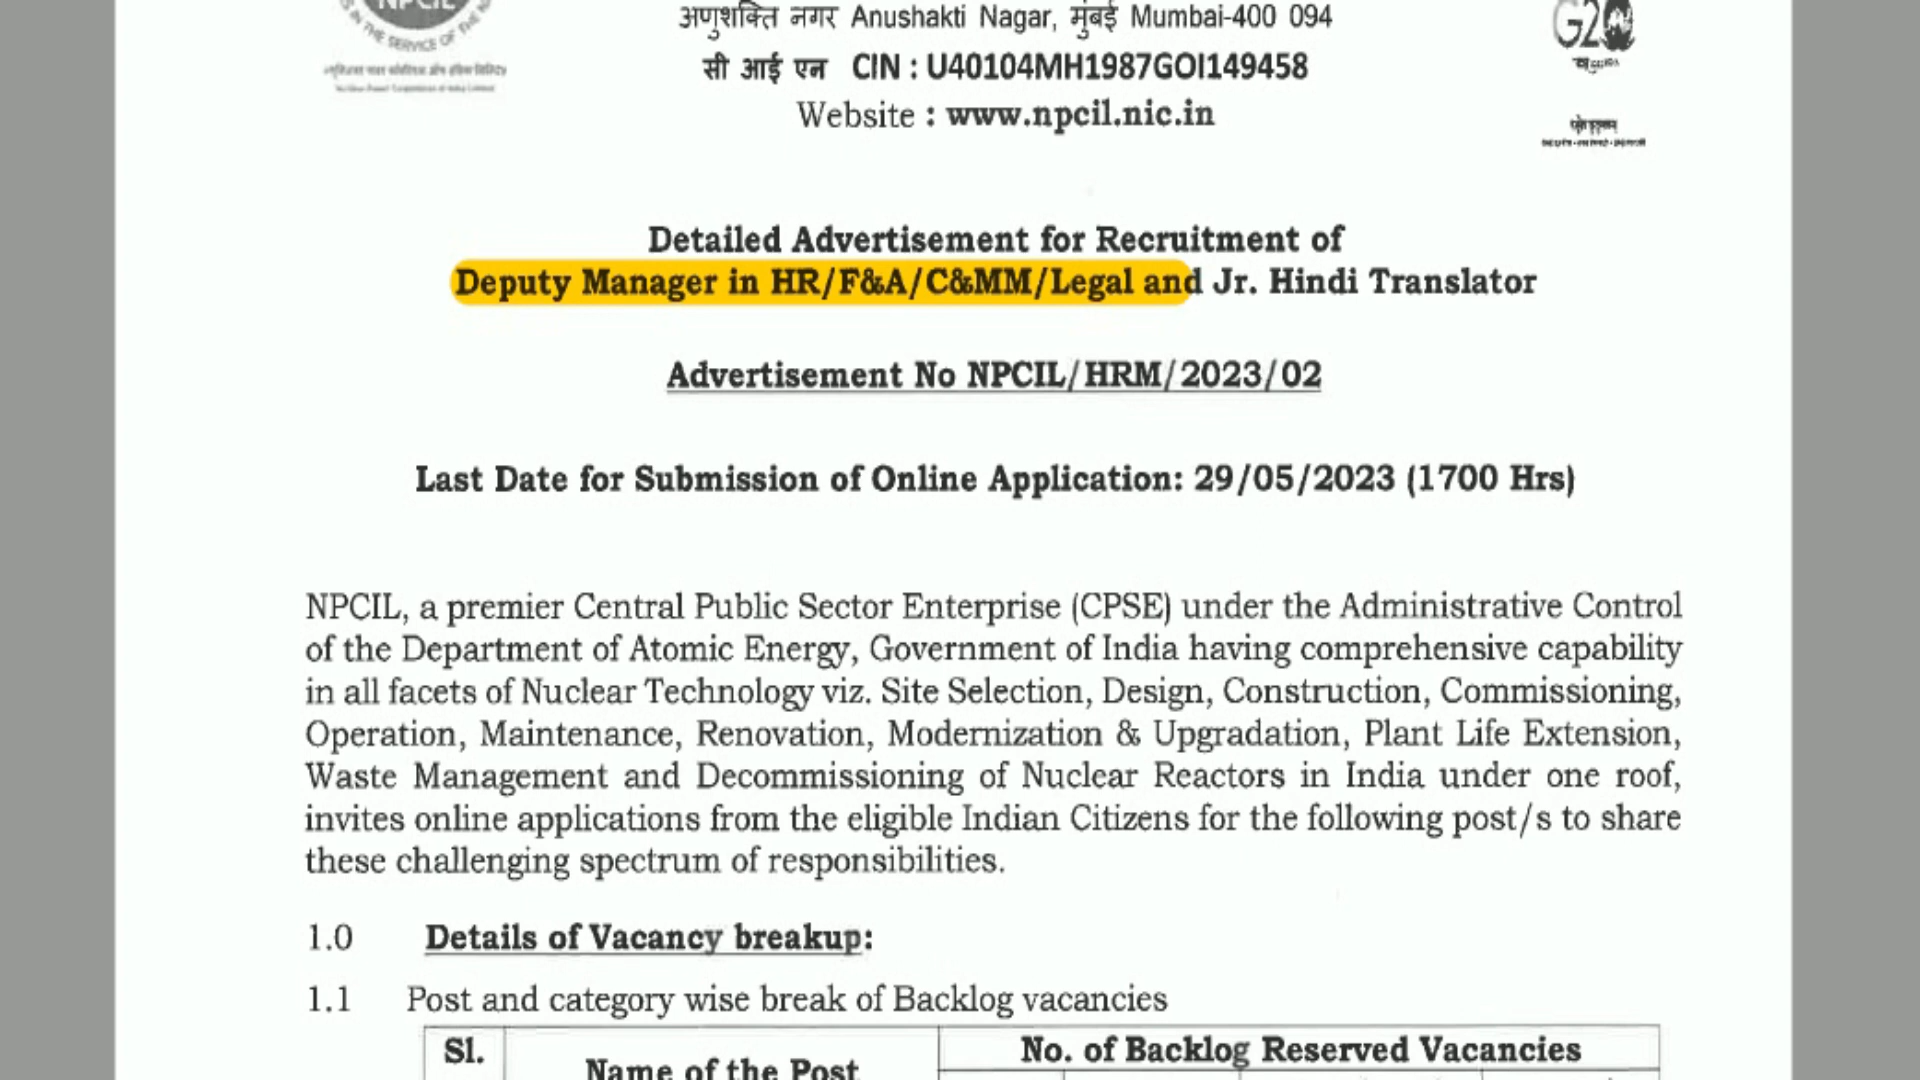 NPCIL
IN THE SERVICE OF THE
अणुशक्ति नगर Anushakti Nagar, मुंबई Mumbai-400 094
सी आई एन CIN : U40104MH1987GOI149458
Website : www.npcil.nic.in
G20
Detailed Advertisement for Recruitment of
Deputy Manager in HR/F&A/C&MM/Legal and Jr. Hindi Translator
Advertisement No NPCIL/HRM/2023/02
Last Date for Submission of Online Application: 29/05/2023 (1700 Hrs)
NPCIL, a premier Central Public Sector Enterprise (CPSE) under the Administrative Control
of the Department of Atomic Energy, Government of India having comprehensive capability
in all facets of Nuclear Technology viz. Site Selection, Design, Construction, Commissioning,
Operation, Maintenance, Renovation, Modernization & Upgradation, Plant Life Extension,
Waste Management and Decommissioning of Nuclear Reactors in India under one roof,
invites online applications from the eligible Indian Citizens for the following post/s to share
these challenging spectrum of responsibilities.
1.0 Details of Vacancy breakup:
1.1 Post and category wise break of Backlog vacancies
Sl.
Name of the Post
No. of Backlog Reserved Vacancies